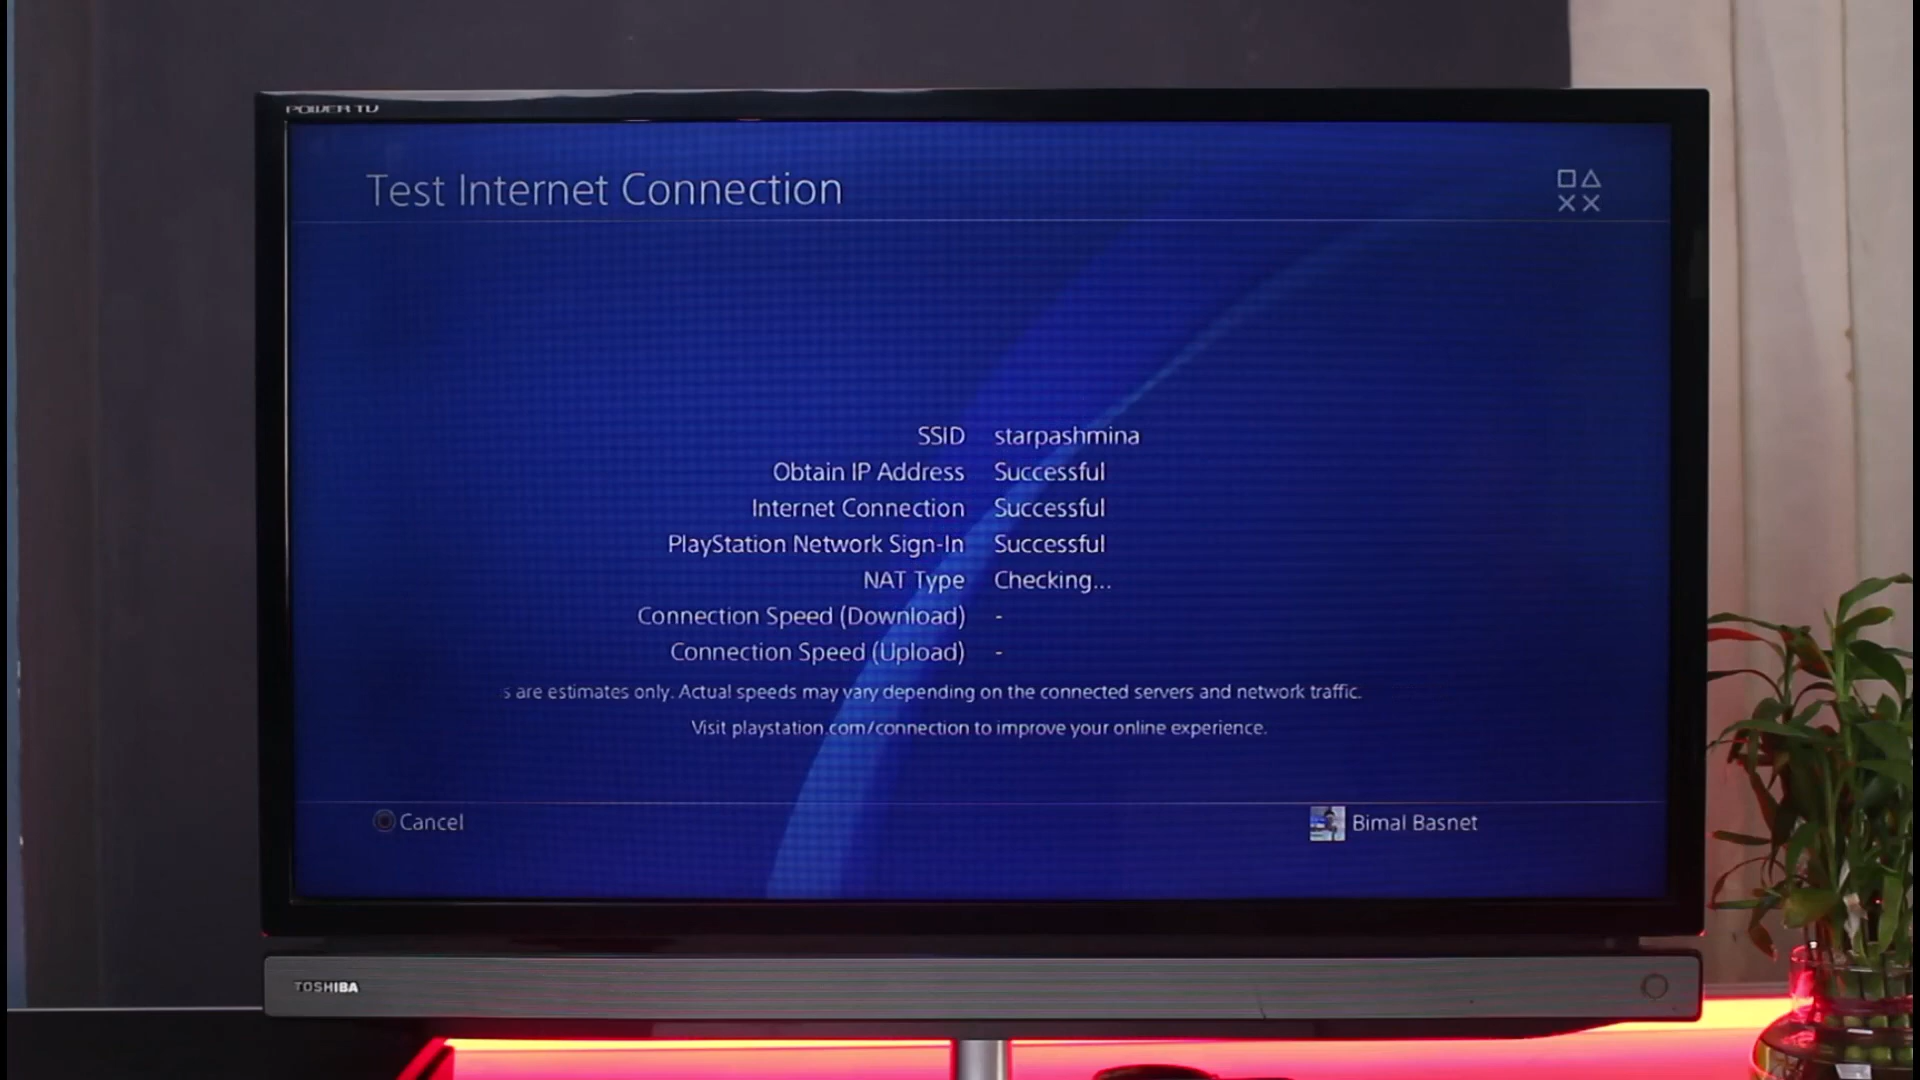 POWER TV
Test Internet Connection
SSID starpashmina
Obtain IP Address Successful
Internet Connection Successful
PlayStation Network Sign-In Successful
NAT Type Checking...
Connection Speed (Download) -
Connection Speed (Upload) -
s are estimates only. Actual speeds may vary depending on the connected servers and network traffic.
Visit playstation.com/connection to improve your online experience.
Cancel
Bimal Basnet
TOSHIBA